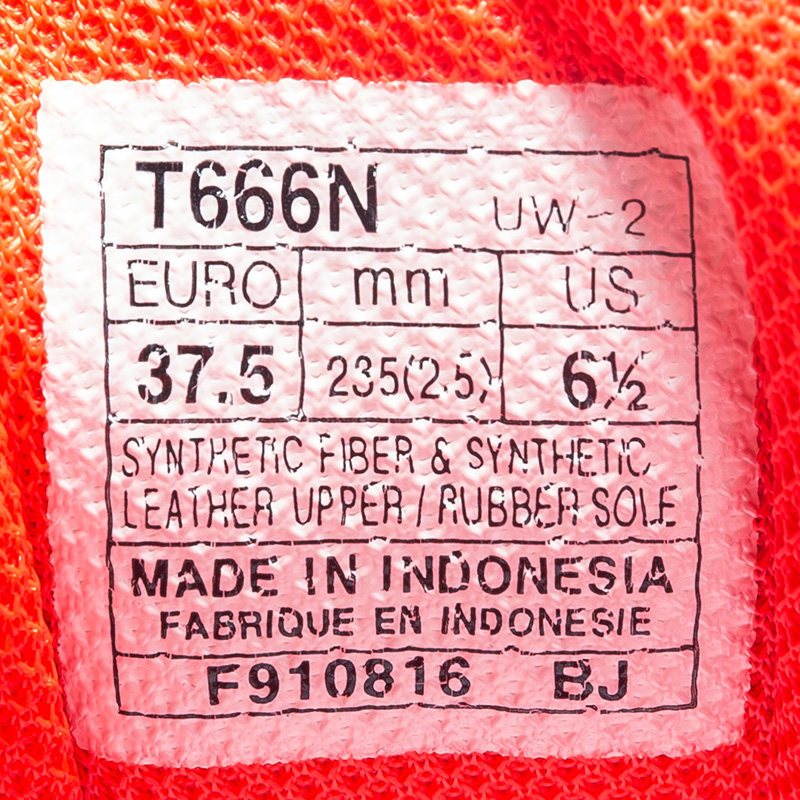 T666N UW-2
EURO mm US
37.5 235(2.5) 6½
SYNTHETIC FIBER & SYNTHETIC
LEATHER UPPER / RUBBER SOLE
MADE IN INDONESIA
FABRIQUE EN INDONESIE
F910816 BJ